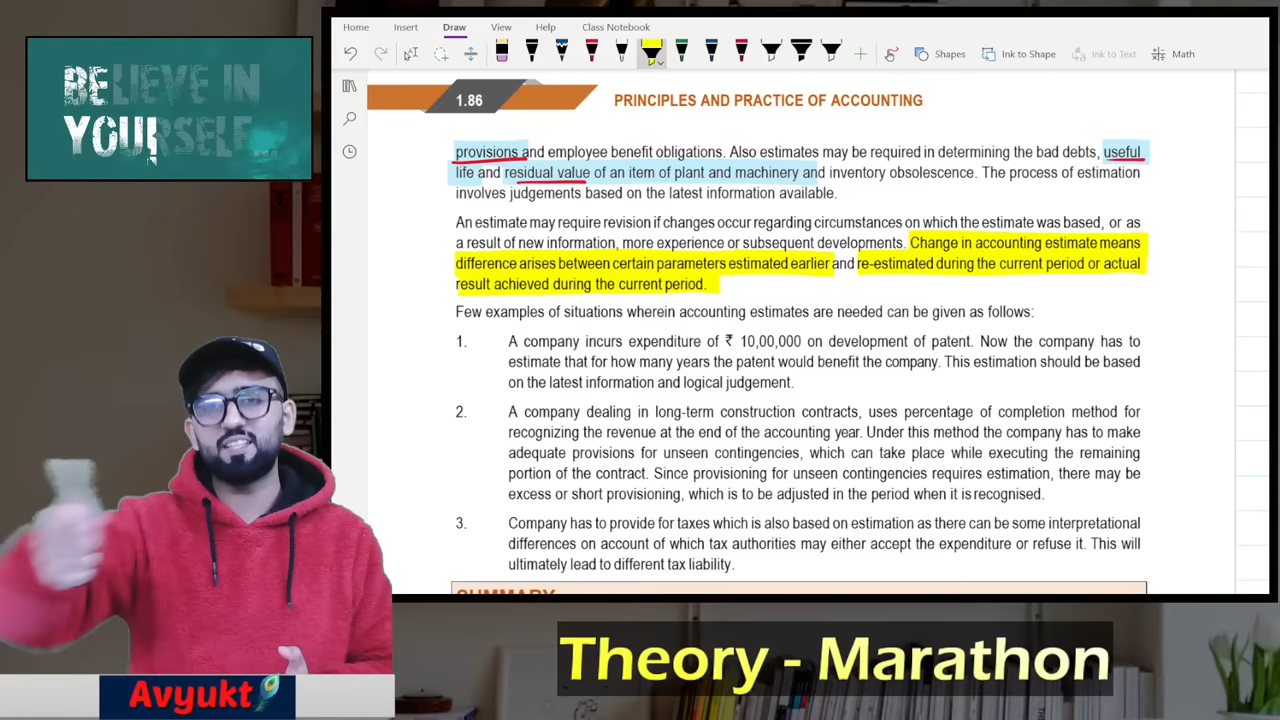 BELIEVE IN
YOURSELF...
Home Insert Draw View Help Class Notebook
Shapes Ink to Shape Ink to Text Math
1.86 PRINCIPLES AND PRACTICE OF ACCOUNTING
provisions and employee benefit obligations. Also estimates may be required in determining the bad debts, useful
life and residual value of an item of plant and machinery and inventory obsolescence. The process of estimation
involves judgements based on the latest information available.
An estimate may require revision if changes occur regarding circumstances on which the estimate was based, or as
a result of new information, more experience or subsequent developments. Change in accounting estimate means
difference arises between certain parameters estimated earlier and re-estimated during the current period or actual
result achieved during the current period.
Few examples of situations wherein accounting estimates are needed can be given as follows:
1. A company incurs expenditure of ₹ 10,00,000 on development of patent. Now the company has to
estimate that for how many years the patent would benefit the company. This estimation should be based
on the latest information and logical judgement.
2. A company dealing in long-term construction contracts, uses percentage of completion method for
recognizing the revenue at the end of the accounting year. Under this method the company has to make
adequate provisions for unseen contingencies, which can take place while executing the remaining
portion of the contract. Since provisioning for unseen contingencies requires estimation, there may be
excess or short provisioning, which is to be adjusted in the period when it is recognised.
3. Company has to provide for taxes which is also based on estimation as there can be some interpretational
differences on account of which tax authorities may either accept the expenditure or refuse it. This will
ultimately lead to different tax liability.
SUMMARY
Theory - Marathon
Avyukt